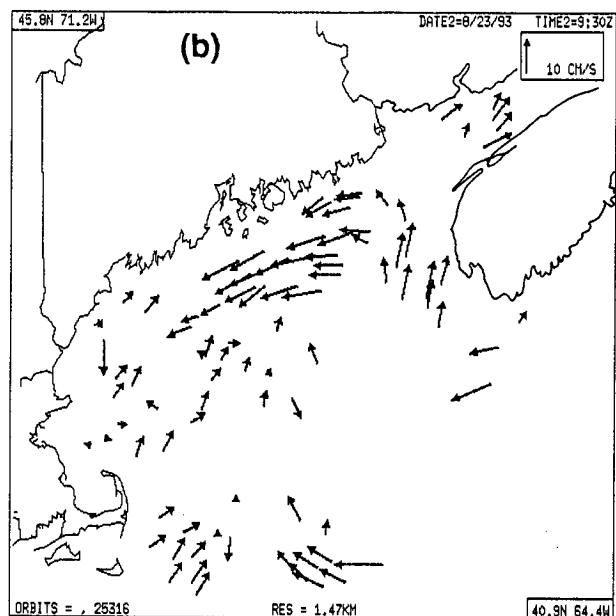 45.8N 71.2W
DATE2=8/23/93 TIME2=9:30Z
(b)
10 CM/S
ORBITS = , 25316
RES = 1.47KM
40.9N 64.4W